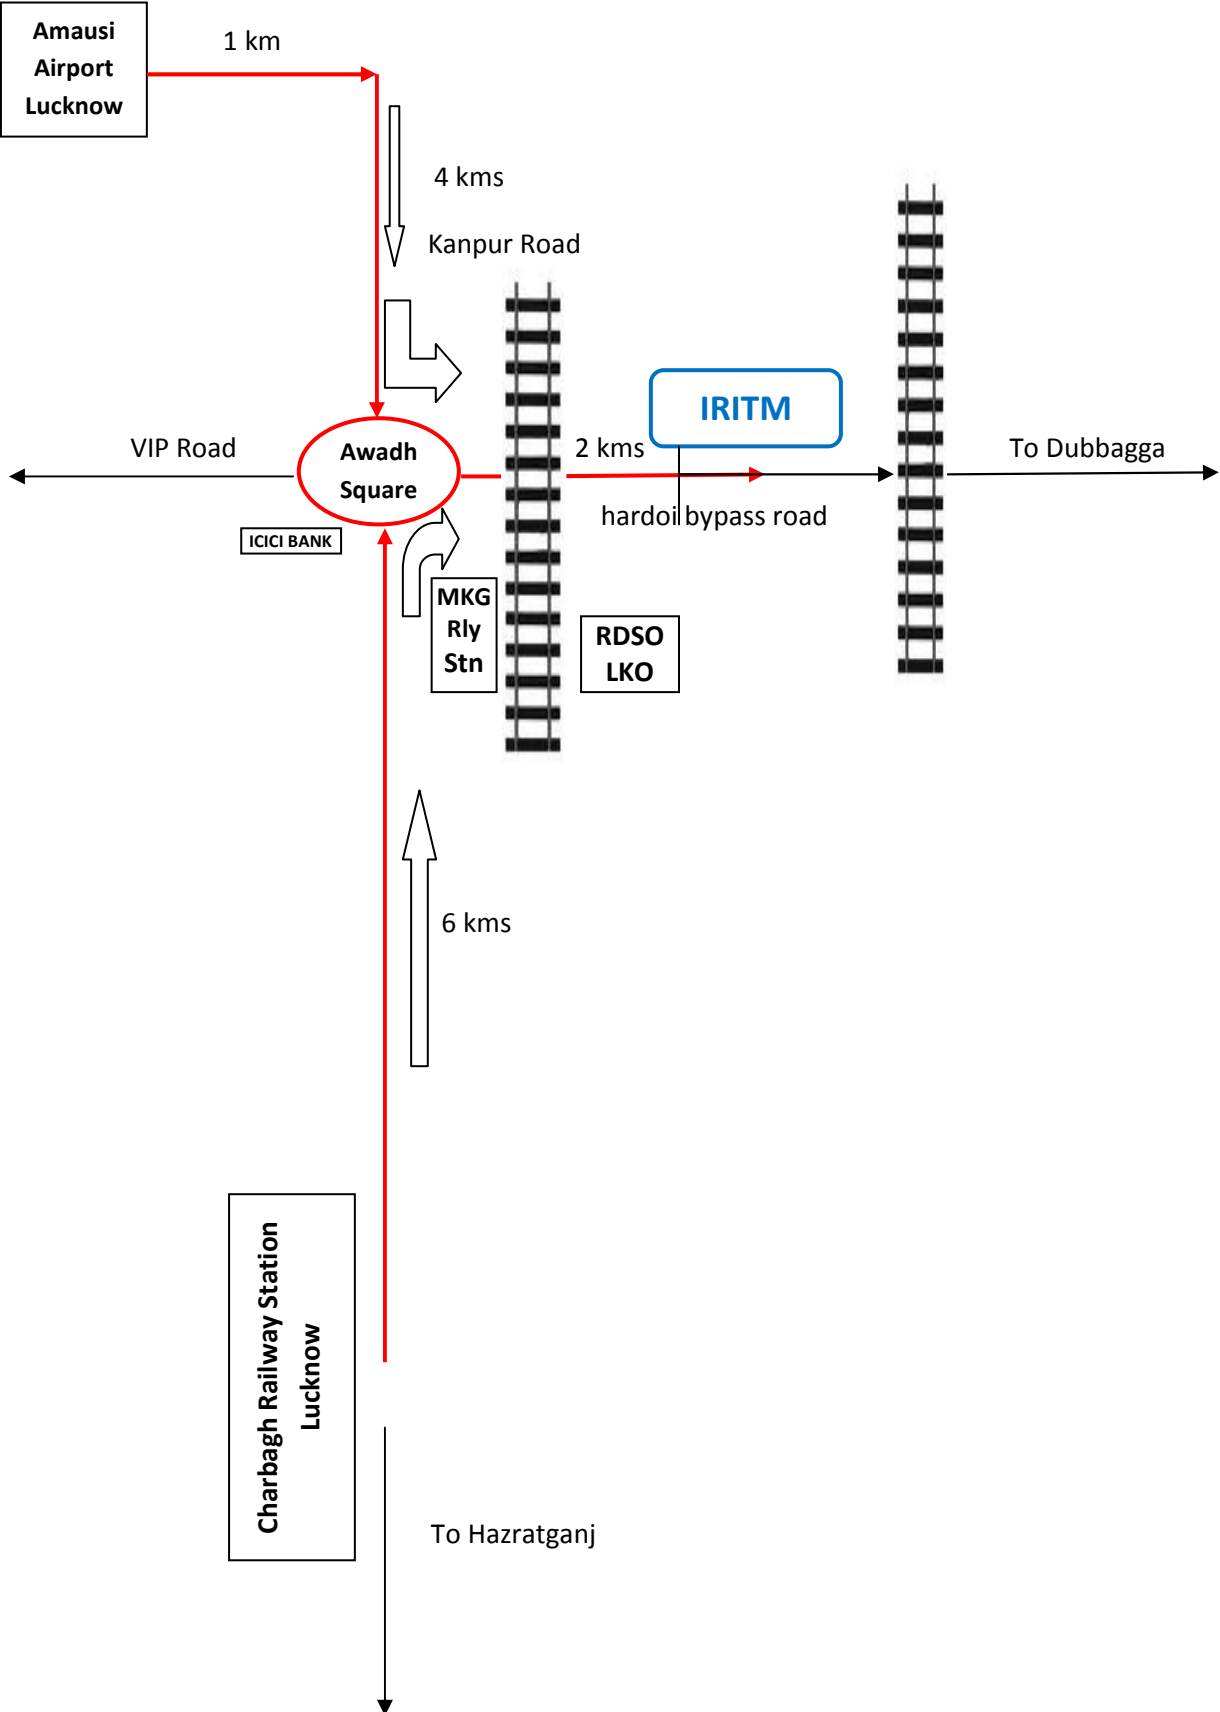 Amausi
Airport
Lucknow
1 km
4 kms
Kanpur Road
IRITM
VIP Road
Awadh
Square
2 kms
To Dubbagga
hardoi bypass road
ICICI BANK
MKG
Rly
Stn
RDSO
LKO
6 kms
Charbagh Railway Station
Lucknow
To Hazratganj